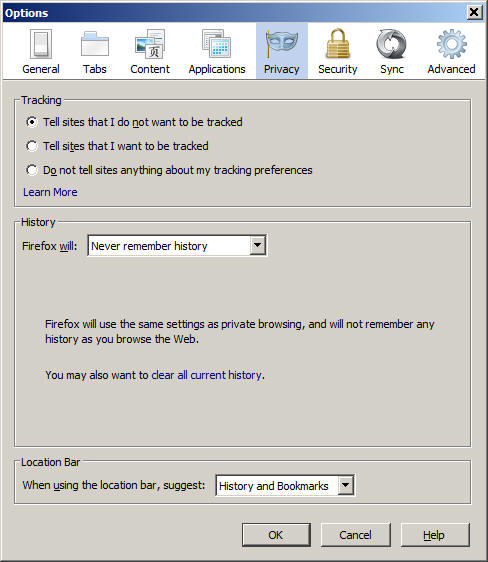 Options
General
Tabs
Content
Applications
Privacy
Security
Sync
Advanced
Tracking
Tell sites that I do not want to be tracked
Tell sites that I want to be tracked
Do not tell sites anything about my tracking preferences
Learn More
History
Firefox will: Never remember history
Firefox will use the same settings as private browsing, and will not remember any
history as you browse the Web.
You may also want to clear all current history.
Location Bar
When using the location bar, suggest: History and Bookmarks
OK
Cancel
Help